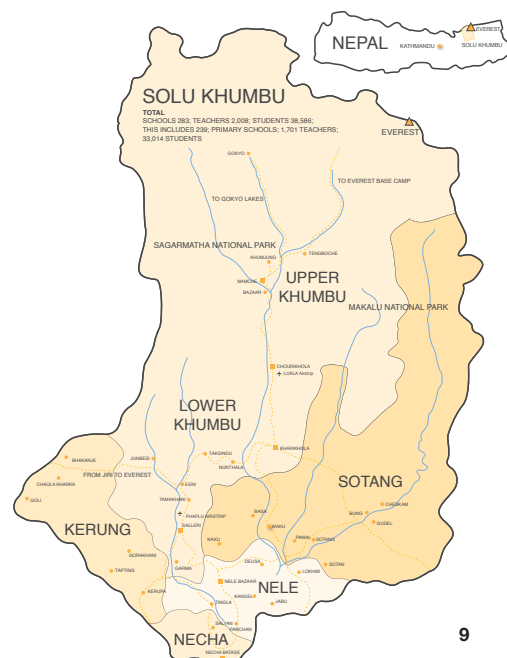 NEPAL
EVEREST
KATHMANDU
SOLU KHUMBU
SOLU KHUMBU
TOTAL
SCHOOLS 283; TEACHERS 2,008; STUDENTS 38,586;
THIS INCLUDES 239; PRIMARY SCHOOLS; 1,701 TEACHERS;
33,014 STUDENTS
EVEREST
GOKYO
TO EVEREST BASE CAMP
TO GOKYO LAKES
SAGARMATHA NATIONAL PARK
TENGBOCHE
KHUMJUNG
NAMCHE
BAZAAR
UPPER
KHUMBU
MAKALU NATIONAL PARK
CHOURIKHOLA
LUKLA Airstrip
LOWER
KHUMBU
KHARIKHOLA
TAKSINDU
JUNBESI
KUNTHALA
BHAKANJE
FROM JIRI TO EVEREST
CHAULA KHARKA
EENI
SOTANG
GOLI
TAMAKHANI
CHESKAM
PHAPLU AIRSTRIP
BASA
BUNG
GUDEL
KERUNG
SALLERI
WAKU
KAKU
PAWAI
SOTANG
GORAKHANI
GARMA
DEUSA
SOTAN
TAPTING
LOKHIM
NELE BAZAAR
NELE
KERUPA
KANGEL
JABU
TINGLA
SALYAN
PANCHAN
NECHA
NECHA BATASE
9